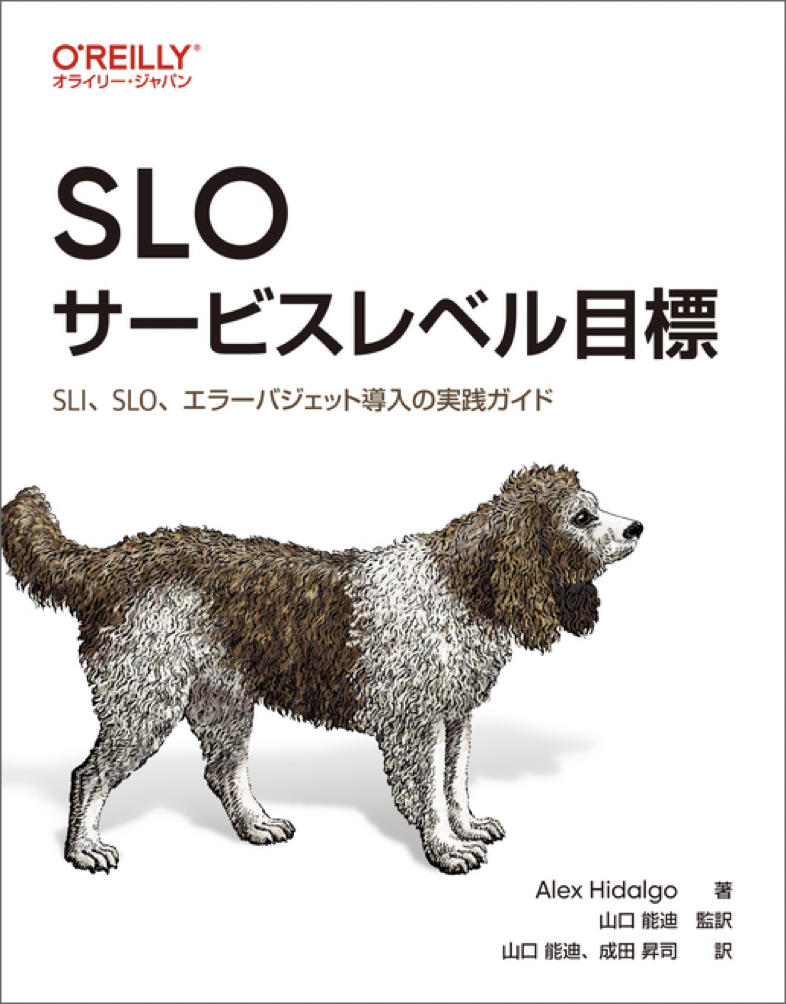 O'REILLY®
オライリー・ジャパン
SLO
サービスレベル目標
SLI、SLO、エラーバジェット導入の実践ガイド
Alex Hidalgo 著
山口 能迪 監訳
山口 能迪、成田 昇司 訳